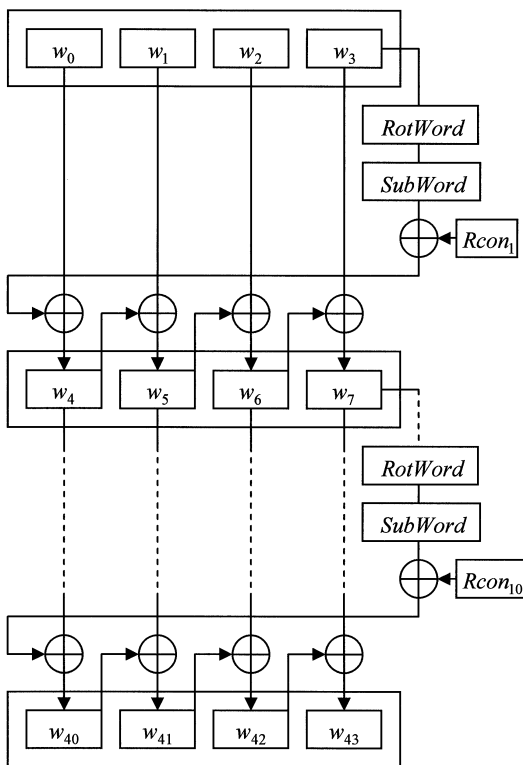 w₀ w₁ w₂ w₃
RotWord
SubWord
Rcon₁
w₄ w₅ w₆ w₇
RotWord
SubWord
Rcon₁₀
w₄₀ w₄₁ w₄₂ w₄₃